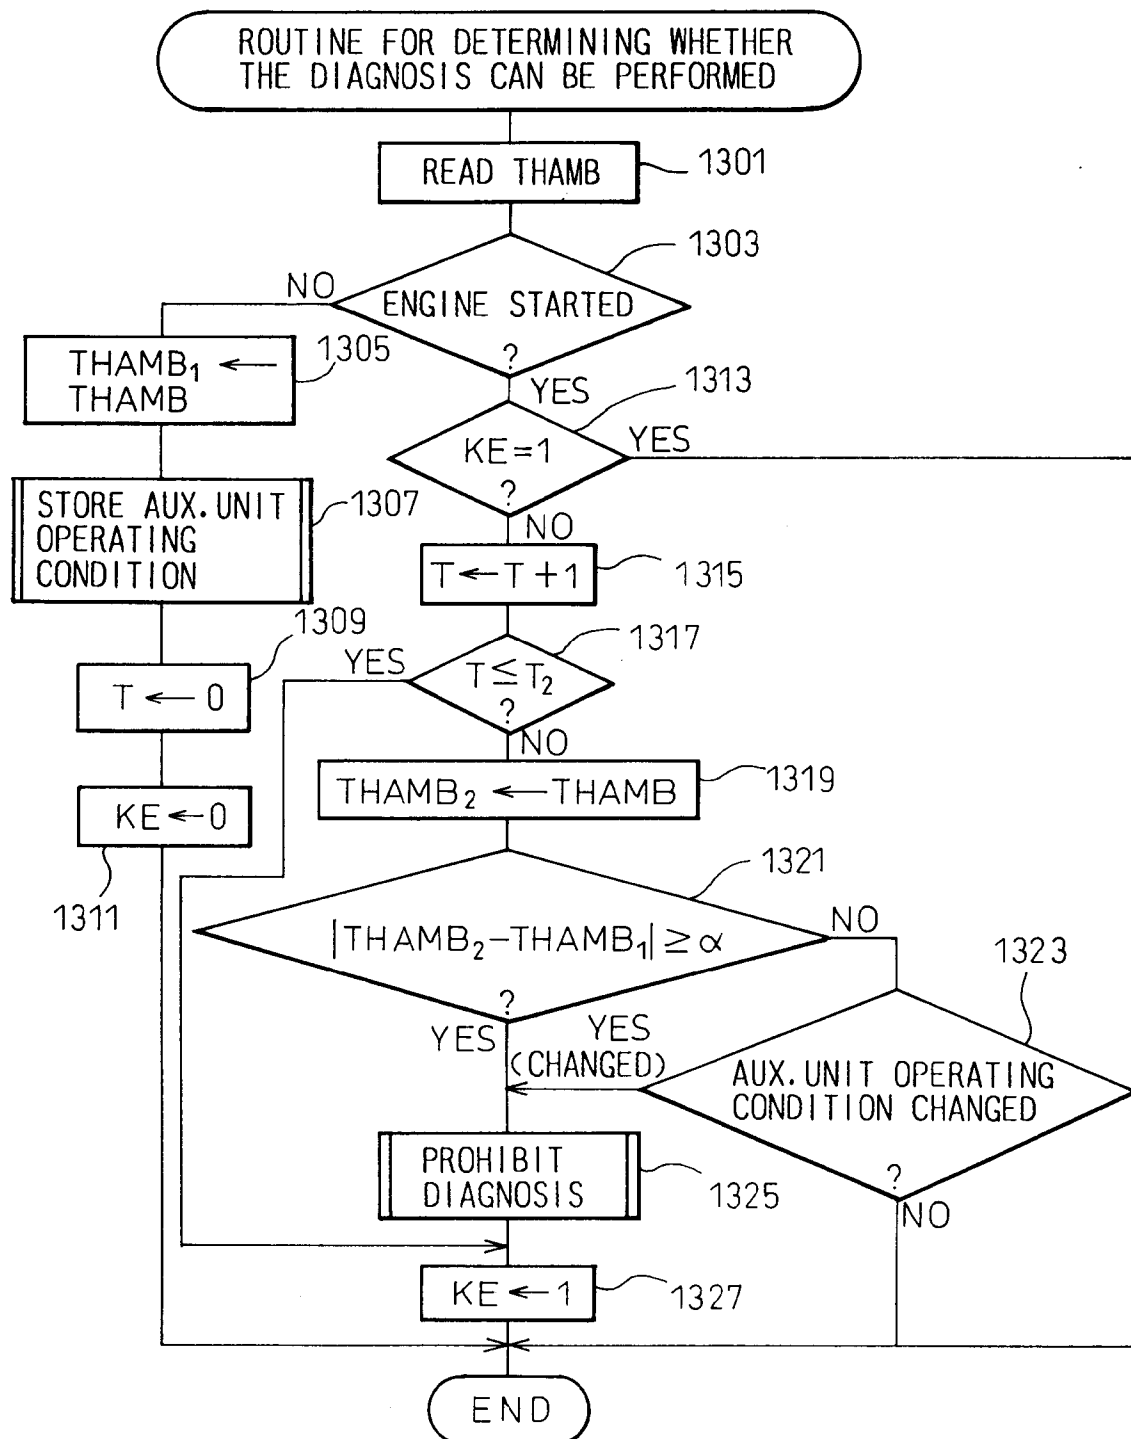 ROUTINE FOR DETERMINING WHETHER
THE DIAGNOSIS CAN BE PERFORMED
READ THAMB
1301
1303
NO
ENGINE STARTED
?
YES
THAMB₁ ←
THAMB
1305
1313
KE=1
?
YES
NO
STORE AUX.UNIT
OPERATING
CONDITION
1307
T←T+1
1315
1309
T←0
1317
YES
T≤T₂
?
NO
THAMB₂ ←THAMB
1319
KE←0
1311
1321
|THAMB₂-THAMB₁|≥α
?
NO
YES
1323
YES
(CHANGED)
AUX.UNIT OPERATING
CONDITION CHANGED
?
NO
PROHIBIT
DIAGNOSIS
1325
KE←1
1327
END